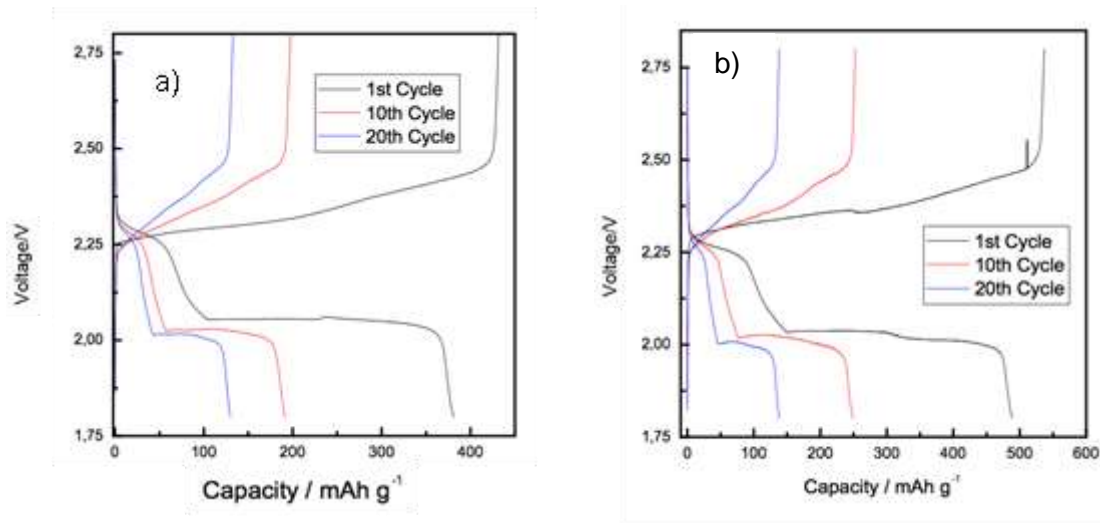 a)
2,75
2,50
2,25
2,00
1,75
Voltage/V
1st Cycle
10th Cycle
20th Cycle
0 100 200 300 400
Capacity / mAh g⁻¹
b)
2,75
2,50
2,25
2,00
1,75
Voltage/V
1st Cycle
10th Cycle
20th Cycle
0 100 200 300 400 500 600
Capacity / mAh g⁻¹